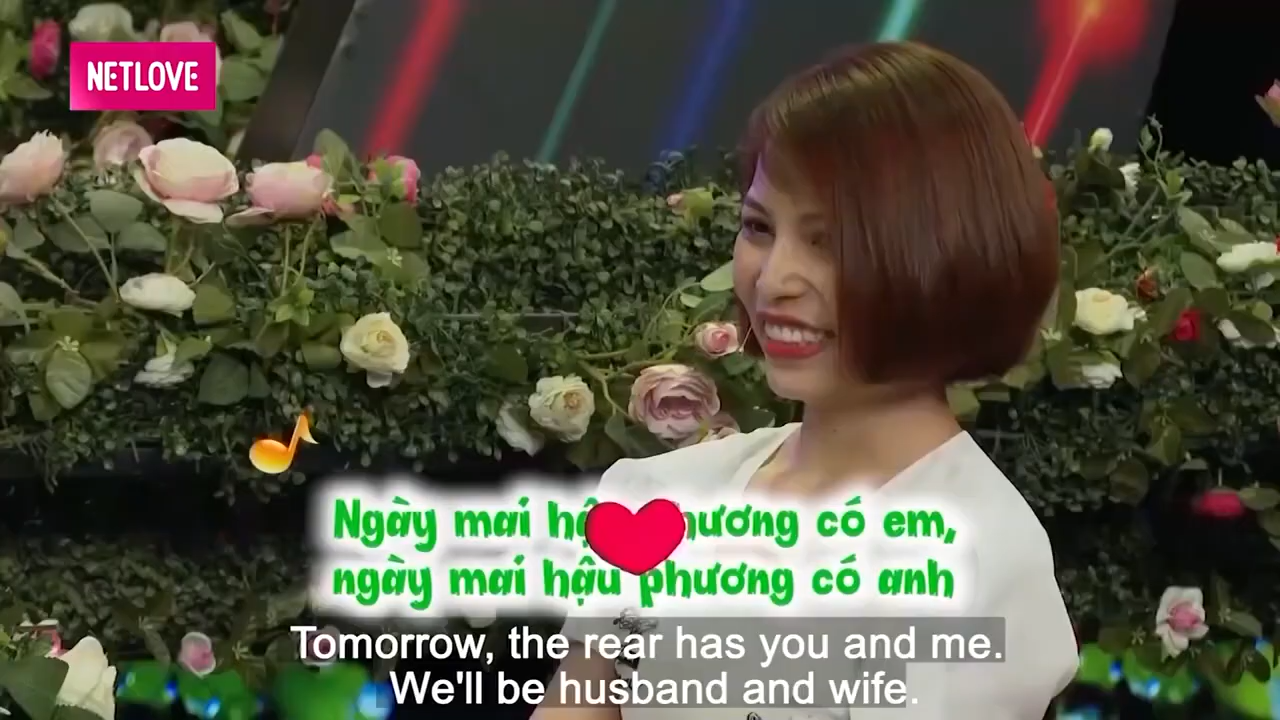 NETLOVE
Ngày mai hương có em,
ngày mai hậu phương có anh
Tomorrow, the rear has you and me.
We'll be husband and wife.